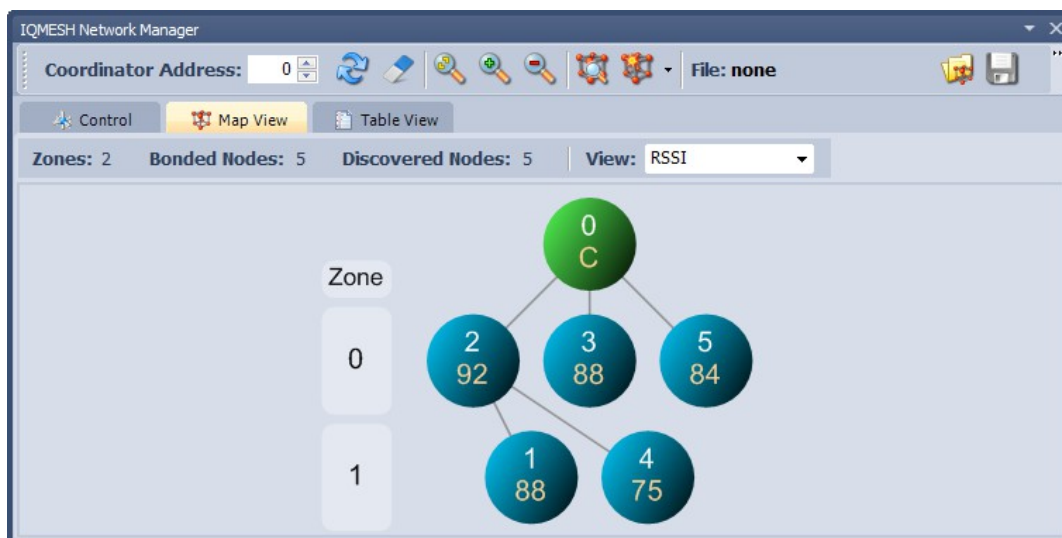 IQMESH Network Manager
Coordinator Address: 0 File: none
Control Map View Table View
Zones: 2 Bonded Nodes: 5 Discovered Nodes: 5 View: RSSI
0
C
Zone
0
2
92
3
88
5
84
1
1
88
4
75